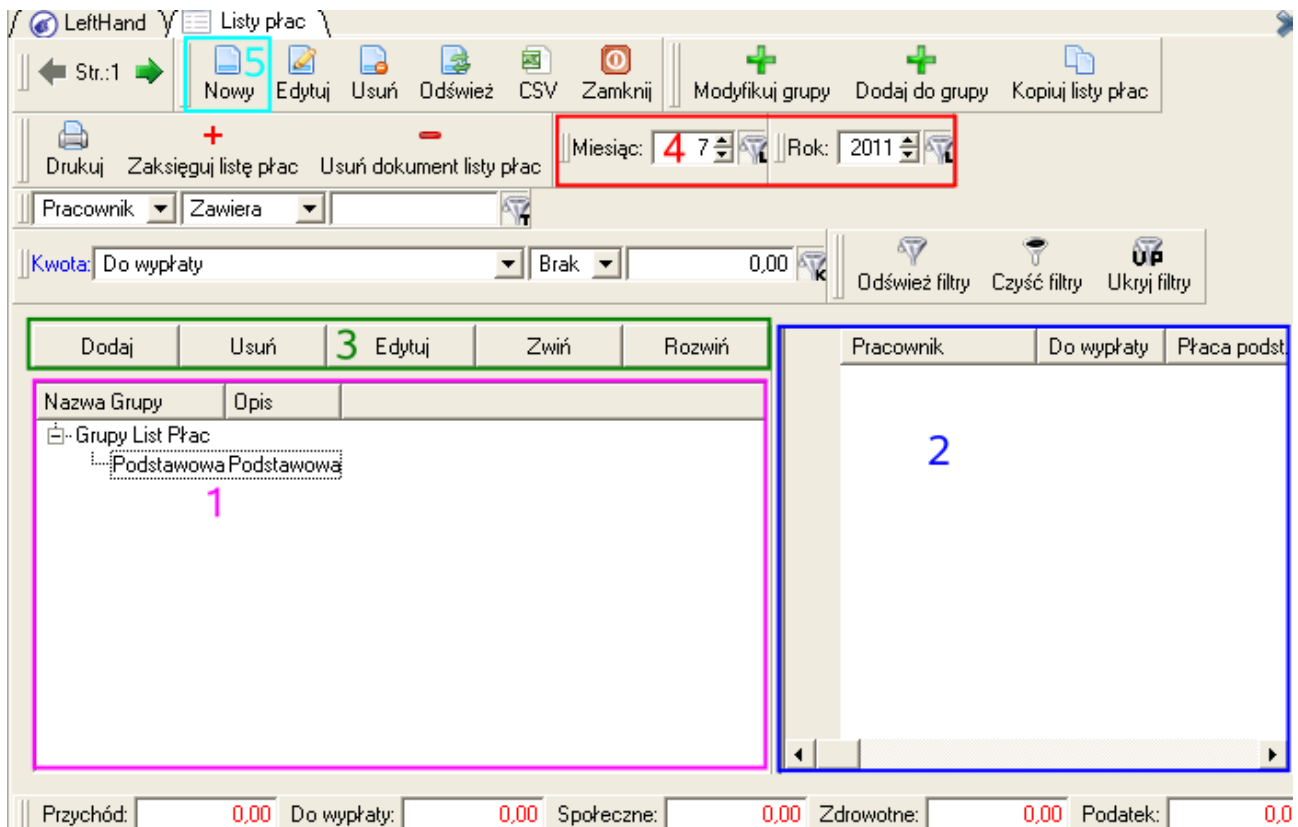 LeftHand Listy płac
Str.:1 Nowy 5 Edytuj Usuń Odśwież CSV Zamknij Modyfikuj grupy Dodaj do grupy Kopiuj listy płac
Drukuj Zaksięguj listę płac Usuń dokument listy płac Miesiąc: 4 7 Rok: 2011
Pracownik Zawiera
Kwota: Do wypłaty Brak 0,00 Odśwież filtry Czyść filtry UP Ukryj filtry
Dodaj Usuń 3 Edytuj Zwiń Rozwiń
Pracownik Do wypłaty Płaca podst.
Nazwa Grupy Opis
Grupy List Płac
Podstawowa Podstawowa
1
2
Przychód: 0,00 Do wypłaty: 0,00 Społeczne: 0,00 Zdrowotne: 0,00 Podatek: 0,0